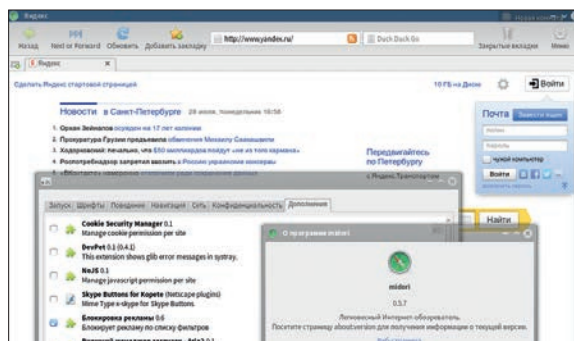 Яндекс
Назад Next or Forward Обновить Добавить закладку http://www.yandex.ru/ Duck Duck Go Закрытые вкладки Меню
Яндекс x
Сделать Яндекс стартовой страницей 10 ГБ на Диске Войти
Новости в Санкт-Петербурге 28 июля, понедельник 16:56
1. Орхан Зейналов осужден на 17 лет колонии
2. Прокуратура Грузии предъявила обвинения Михаилу Саакашвили
3. Ходорковский: печально, что $50 миллиардов пойдут «не из того кармана»
4. Роспотребнадзор запретил ввозить в Россию украинские консервы
Передвигайтесь
по Петербургу
с Яндекс.Транспортом
Почта Завести ящик
Логин
пароль
чужой компьютер
Войти
Найти
Запуск Шрифты Поведение Навигация Сеть Конфиденциальность Дополнения
Cookie Security Manager 0.1
Manage cookie permission per site
DevPet 0.1 (0.4.1)
This extension shows glib error messages in systray.
NoJS 0.1
Manage javascript permission per site
Skype Buttons for Kopete (Netscape plugins)
Mime Type x-skype for Skype Buttons
Блокировка рекламы 0.6
Блокирует рекламу по списку фильтров
О программе midori
midori
0.5.7
Легковесный Интернет-обозреватель.
Посетите страницу about:version для получения информации о текущей версии.